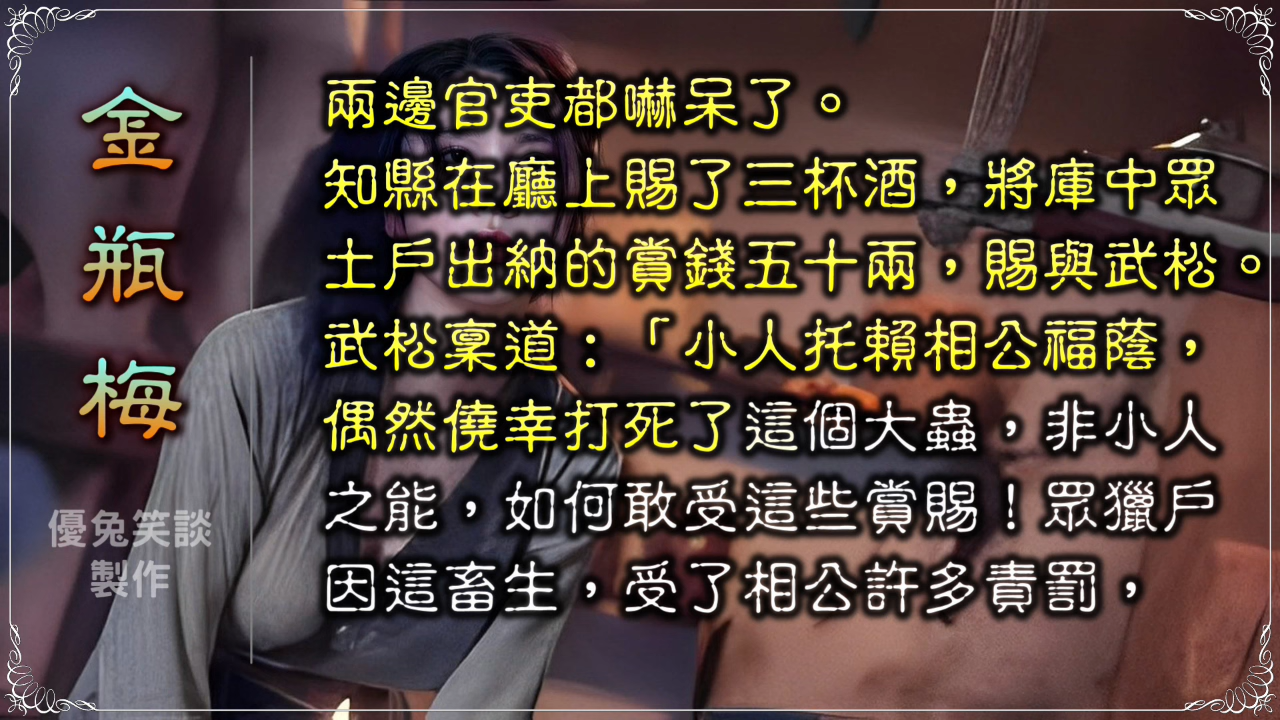 金瓶梅
優兔笑談
製作
兩邊官吏都嚇呆了。
知縣在廳上賜了三杯酒，將庫中眾
土戶出納的賞錢五十兩，賜與武松。
武松稟道：「小人托賴相公福蔭，
偶然僥幸打死了這個大蟲，非小人
之能，如何敢受這些賞賜！眾獵戶
因這畜生，受了相公許多責罰，